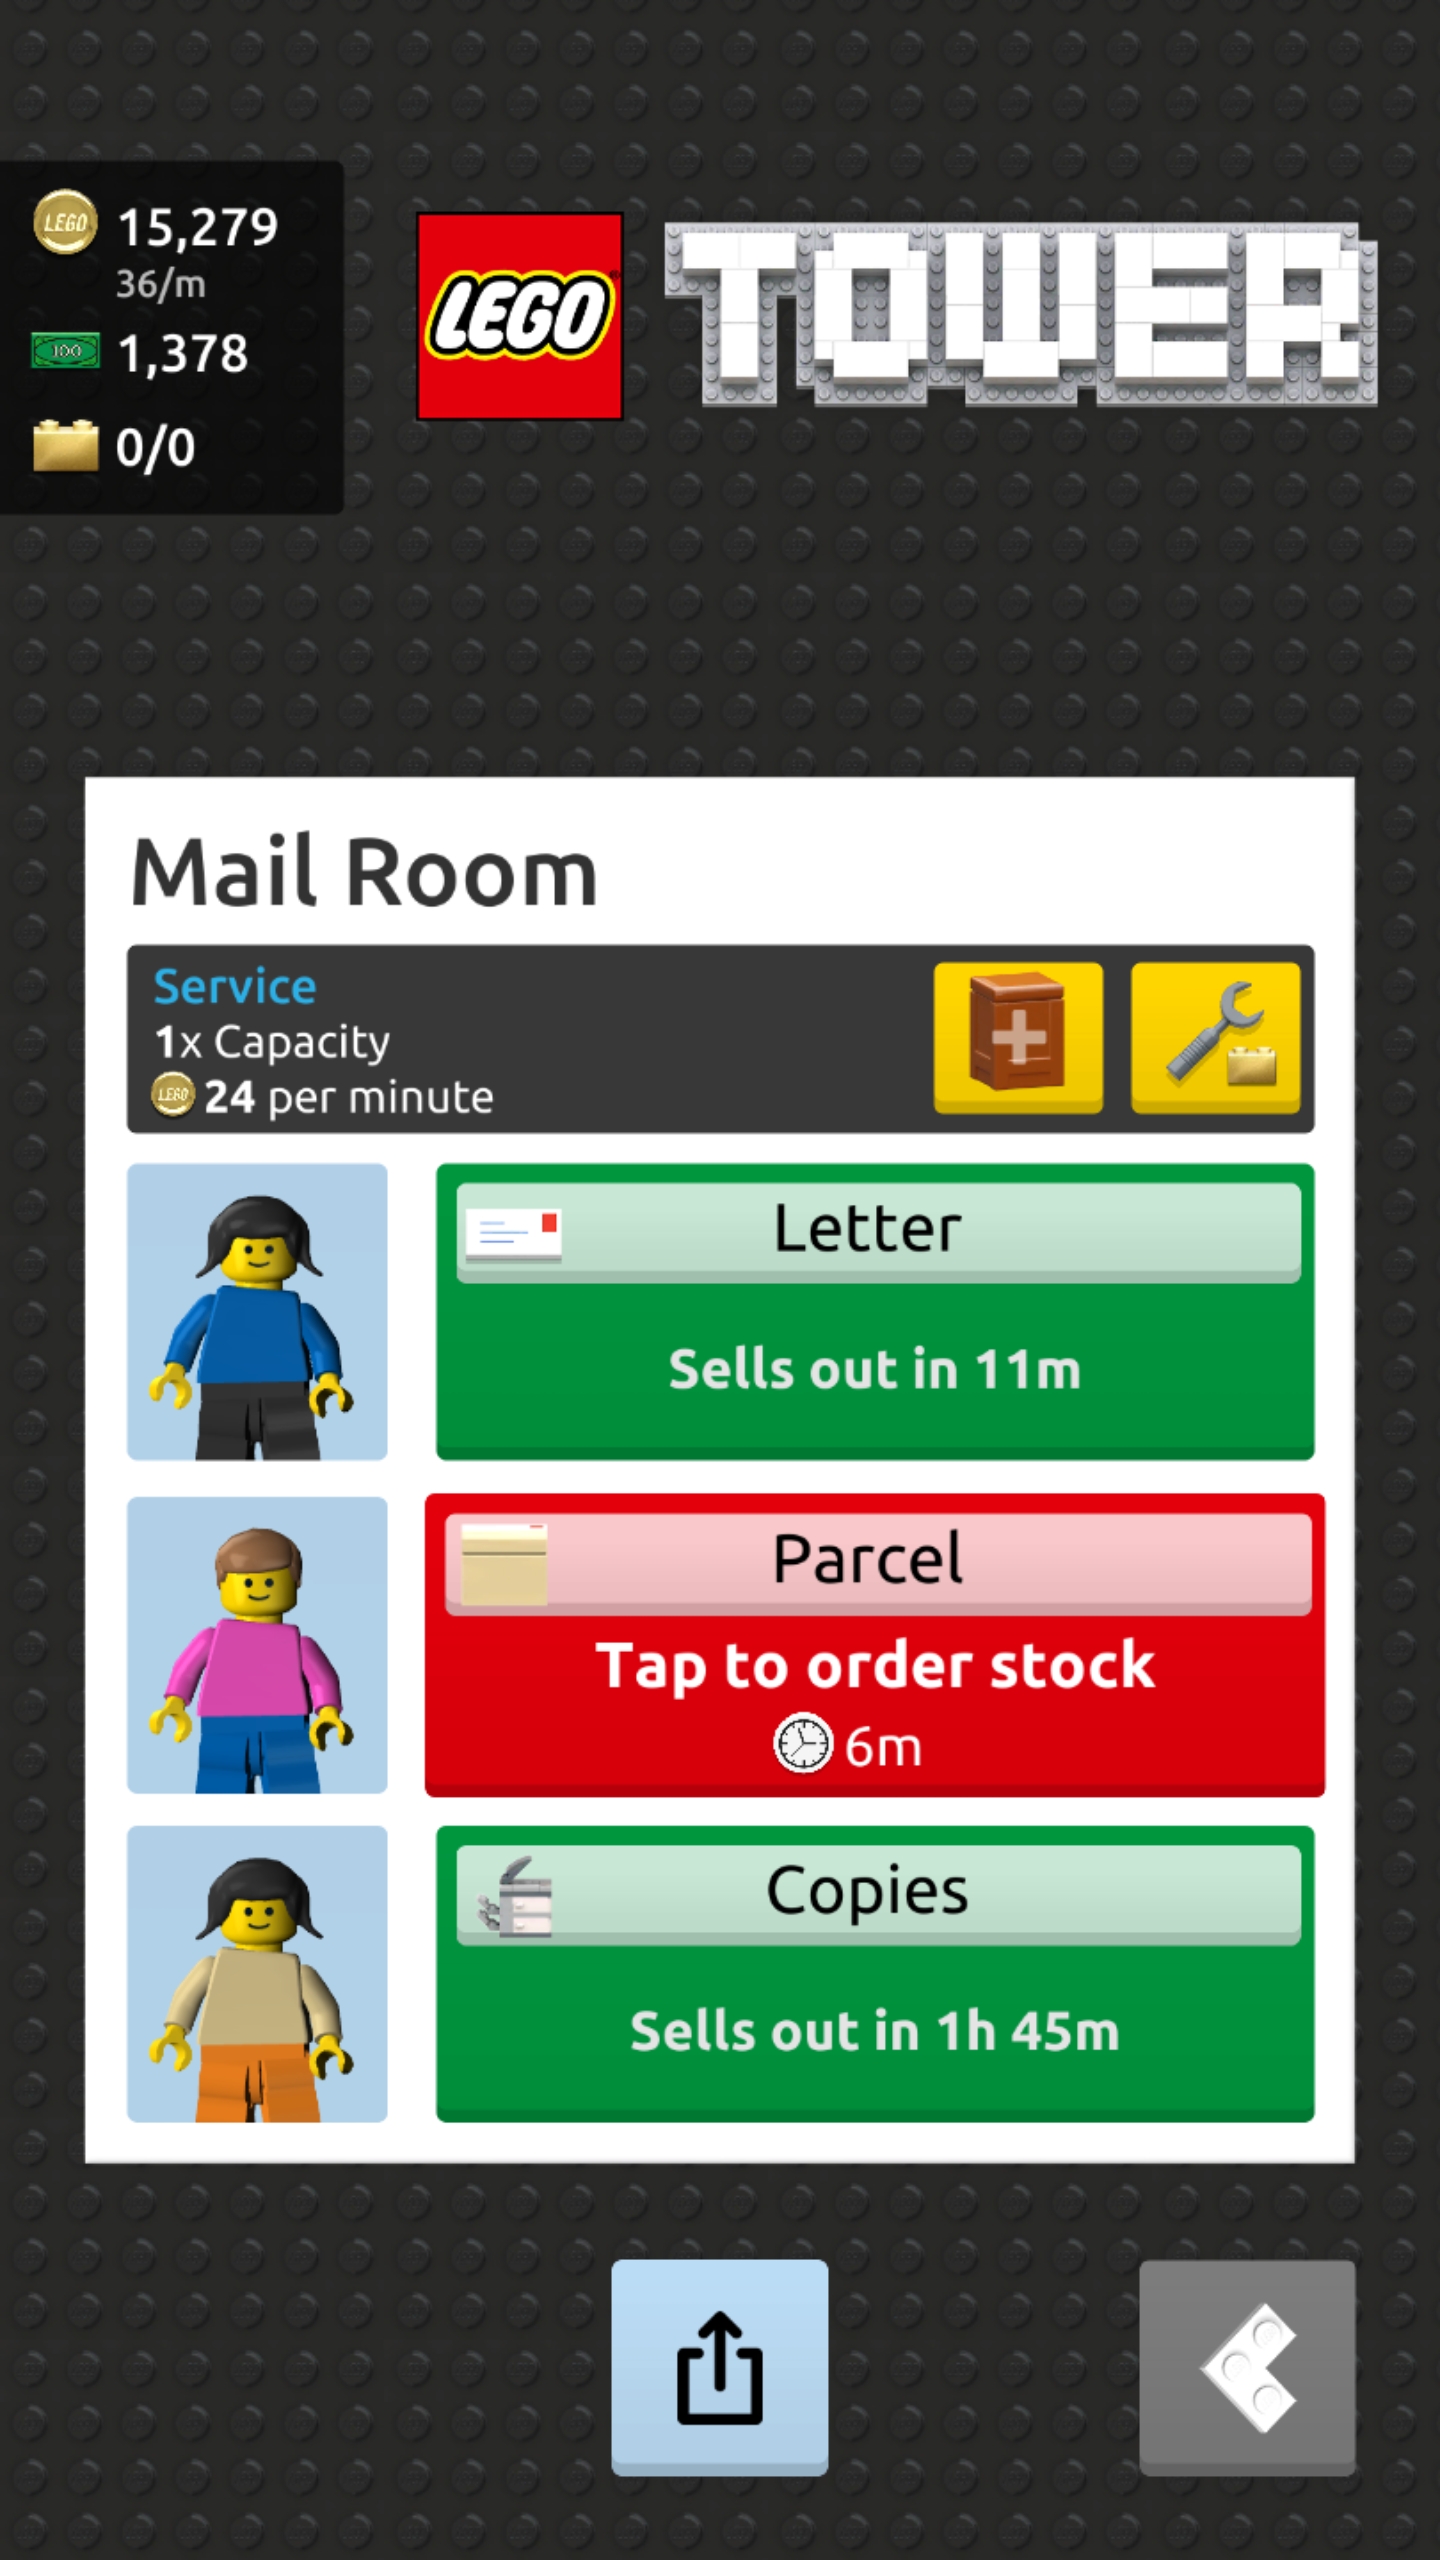 LEGO
15,279
36/m
100
1,378
0/0
LEGO
TOWER
Mail Room
Service
1x Capacity
LEGO
24 per minute
Letter
Sells out in 11m
Parcel
Tap to order stock
6m
Copies
Sells out in 1h 45m